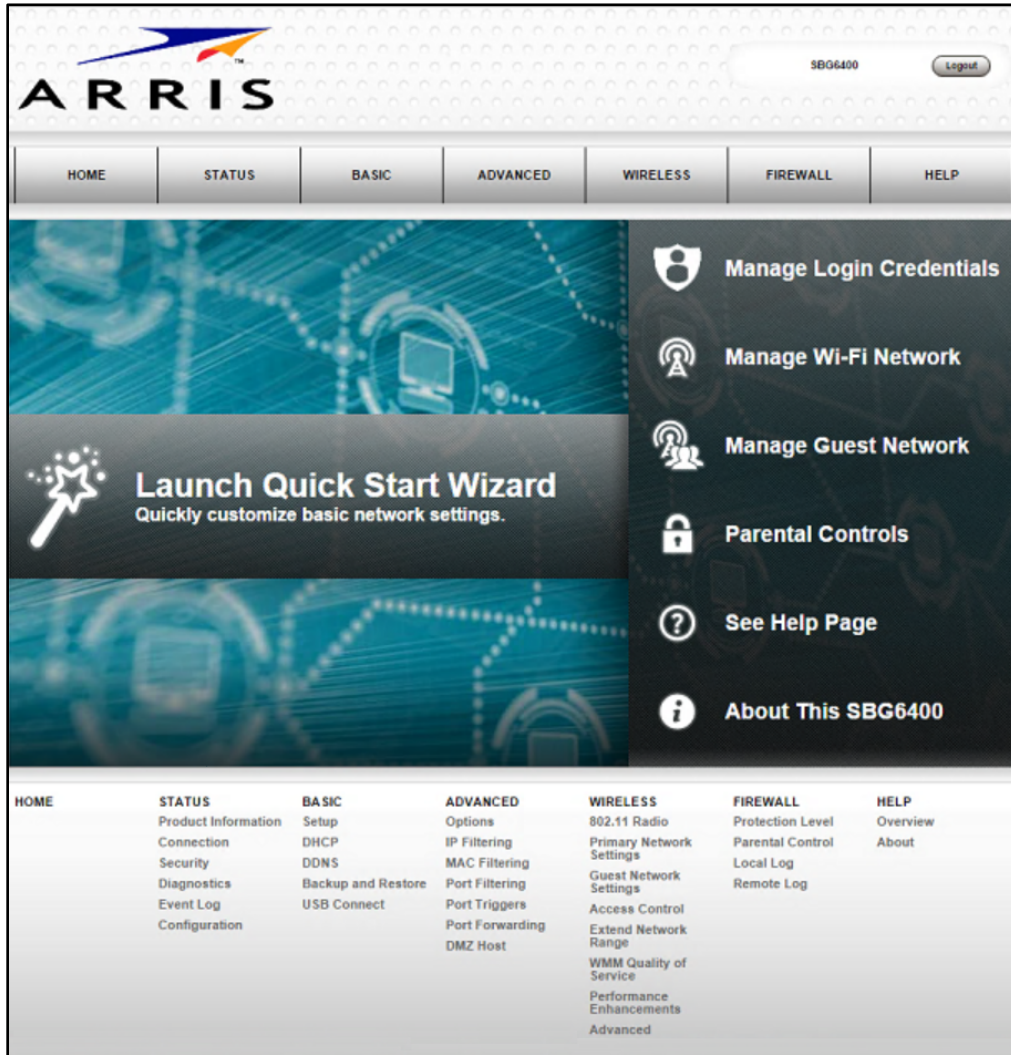 ARRIS
TM
SBG6400
Logout
HOME
STATUS
BASIC
ADVANCED
WIRELESS
FIREWALL
HELP
Manage Login Credentials
Manage Wi-Fi Network
Manage Guest Network
Launch Quick Start Wizard
Quickly customize basic network settings.
Parental Controls
See Help Page
About This SBG6400
HOME
STATUS
Product Information
Connection
Security
Diagnostics
Event Log
Configuration
BASIC
Setup
DHCP
DDNS
Backup and Restore
USB Connect
ADVANCED
Options
IP Filtering
MAC Filtering
Port Filtering
Port Triggers
Port Forwarding
DMZ Host
WIRELESS
802.11 Radio
Primary Network
Settings
Guest Network
Settings
Access Control
Extend Network
Range
WMM Quality of
Service
Performance
Enhancements
Advanced
FIREWALL
Protection Level
Parental Control
Local Log
Remote Log
HELP
Overview
About